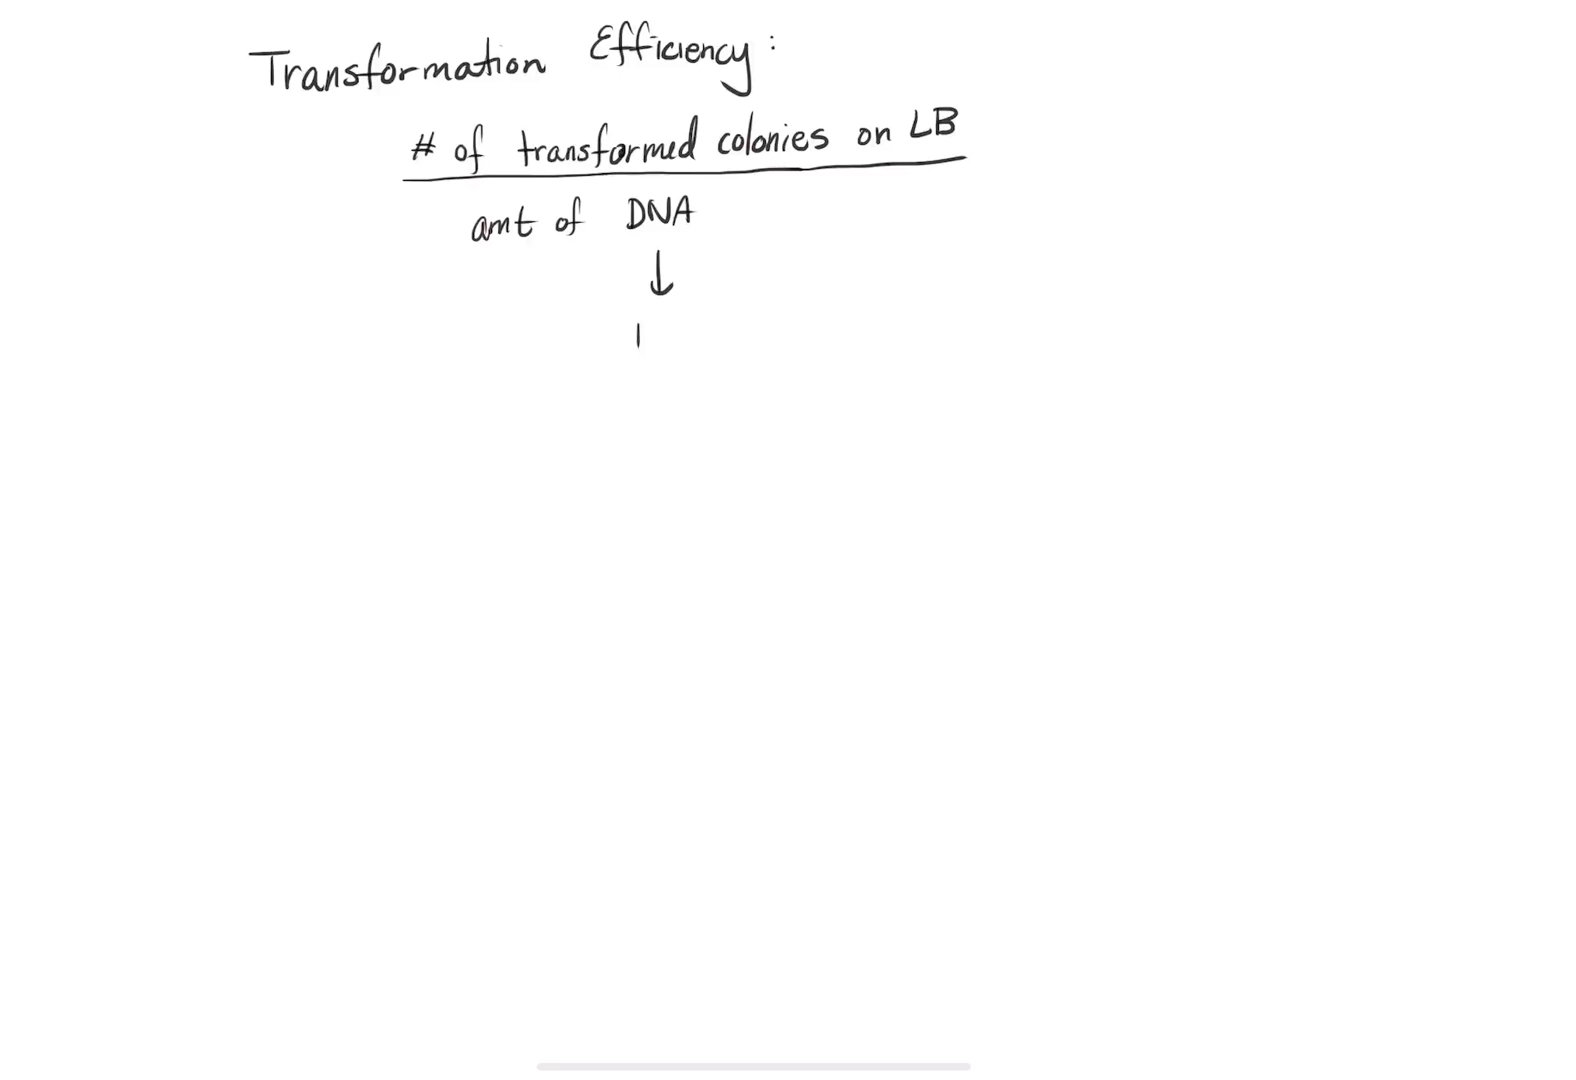 Transformation Efficiency:
# of transformed colonies on LB
amt of DNA
↓